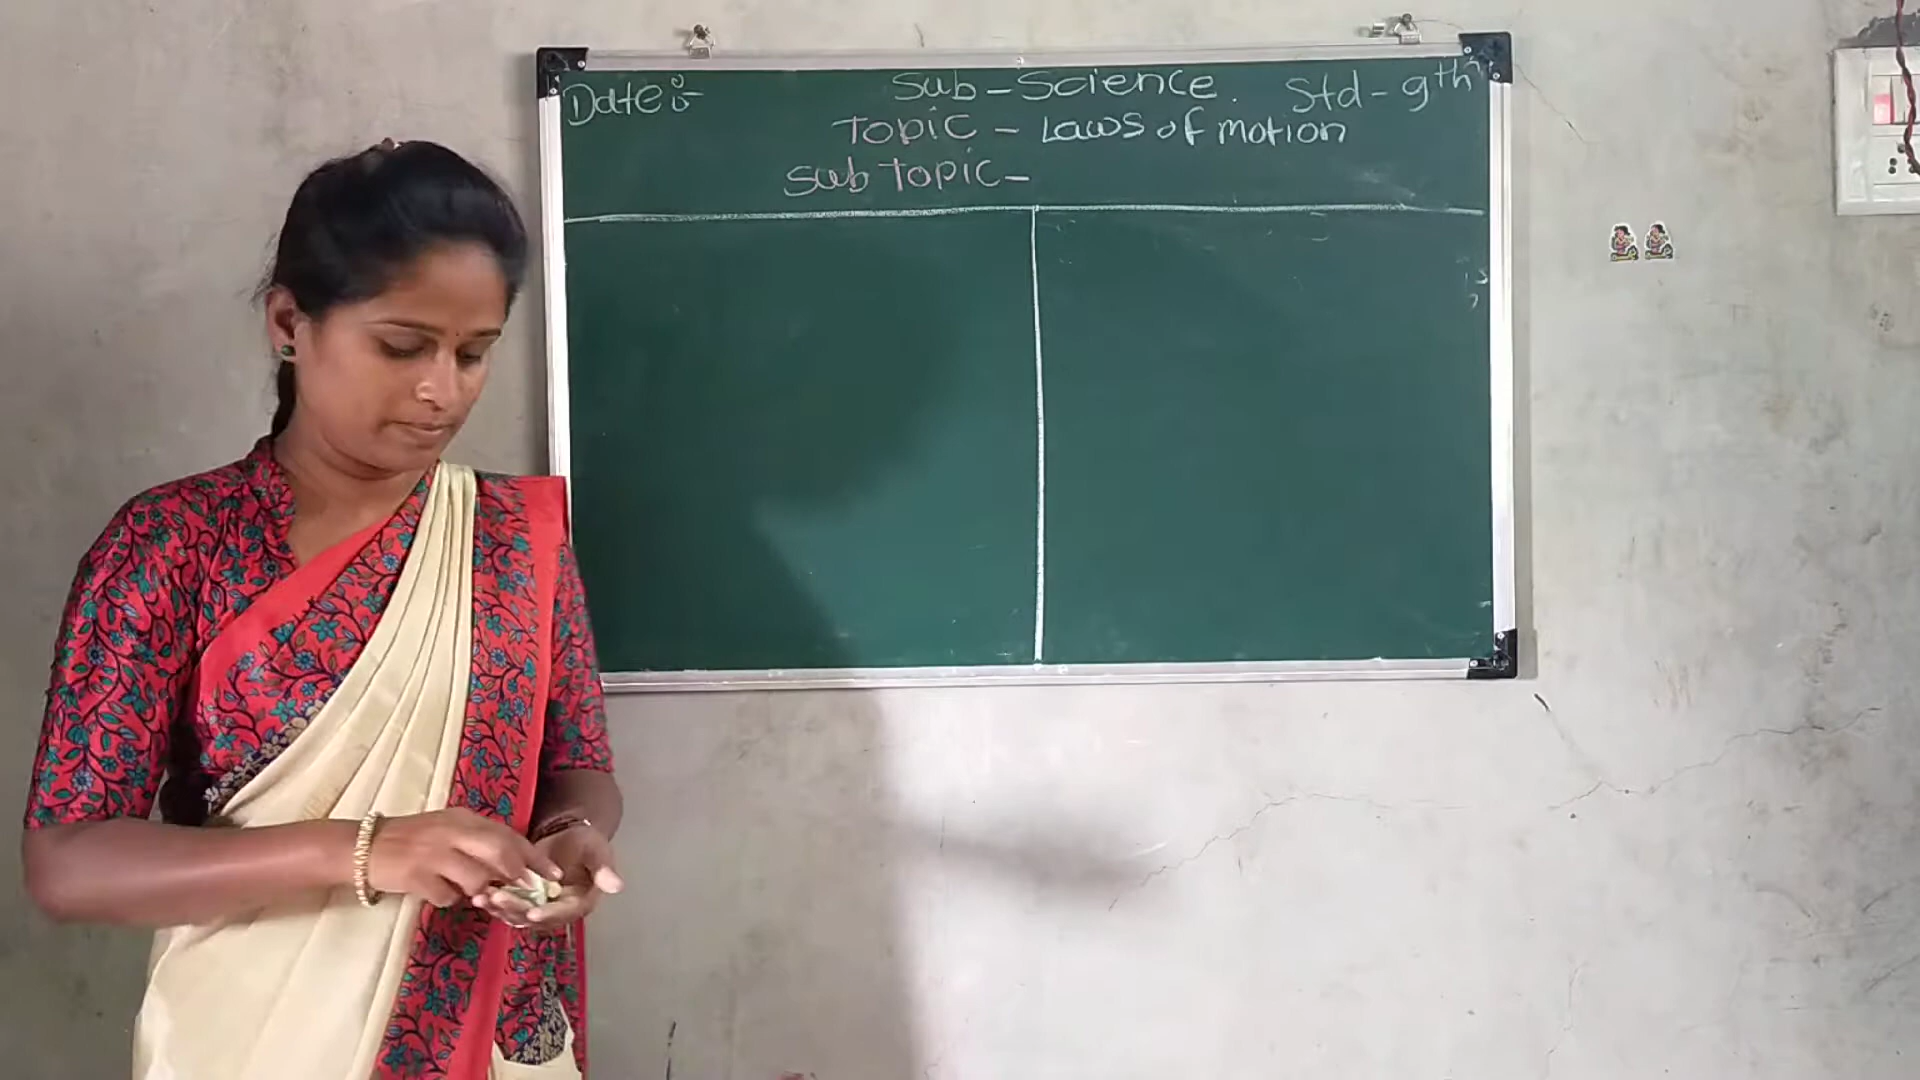 Date:-
Sub - Science. Std - 9th
Topic - Laws of motion
Sub Topic -